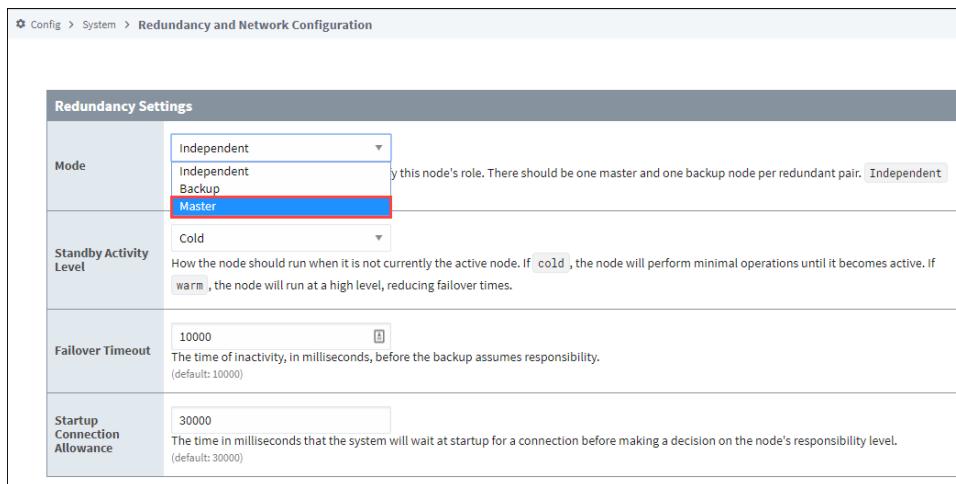 Config > System > Redundancy and Network Configuration
Redundancy Settings
Mode
Independent
Independent
Backup
Master
y this node's role. There should be one master and one backup node per redundant pair. Independent
Standby Activity
Level
Cold
How the node should run when it is not currently the active node. If cold , the node will perform minimal operations until it becomes active. If
warm , the node will run at a high level, reducing failover times.
Failover Timeout
10000
The time of inactivity, in milliseconds, before the backup assumes responsibility.
(default: 10000)
Startup
Connection
Allowance
30000
The time in milliseconds that the system will wait at startup for a connection before making a decision on the node's responsibility level.
(default: 30000)